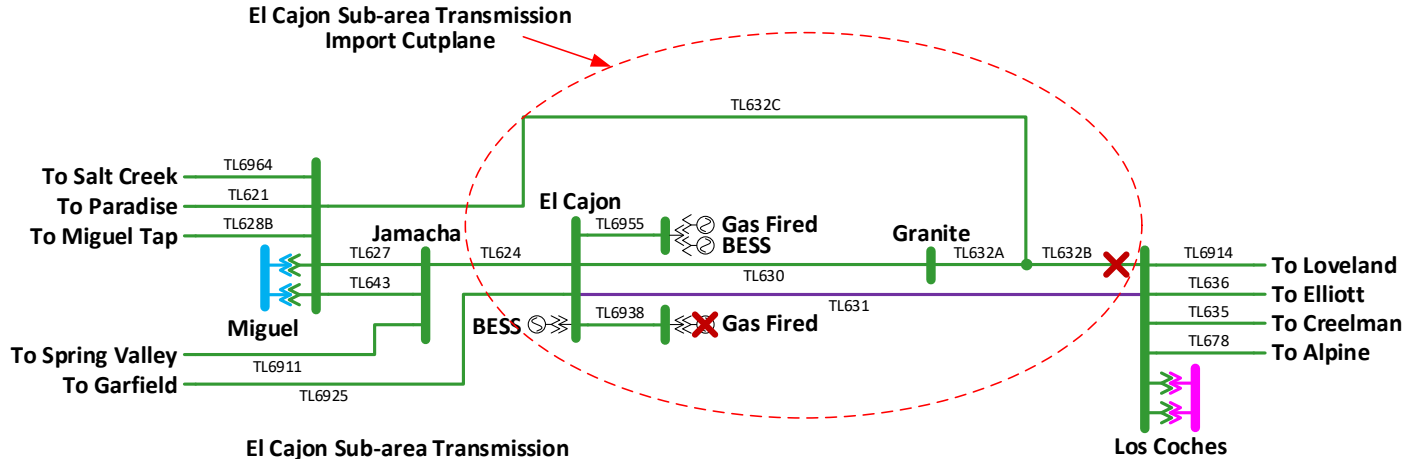 El Cajon Sub-area Transmission
Import Cutplane
TL632C
TL6964
To Salt Creek
TL621
To Paradise
TL628B
To Miguel Tap
El Cajon
TL6955
Gas Fired
BESS
Jamacha
Granite
TL627
TL624
TL632A
TL632B
TL6914
To Loveland
TL630
TL643
TL636
To Elliott
TL631
Miguel
BESS
TL6938
Gas Fired
TL635
To Creelman
To Spring Valley
TL678
To Alpine
TL6911
To Garfield
TL6925
El Cajon Sub-area Transmission
Los Coches